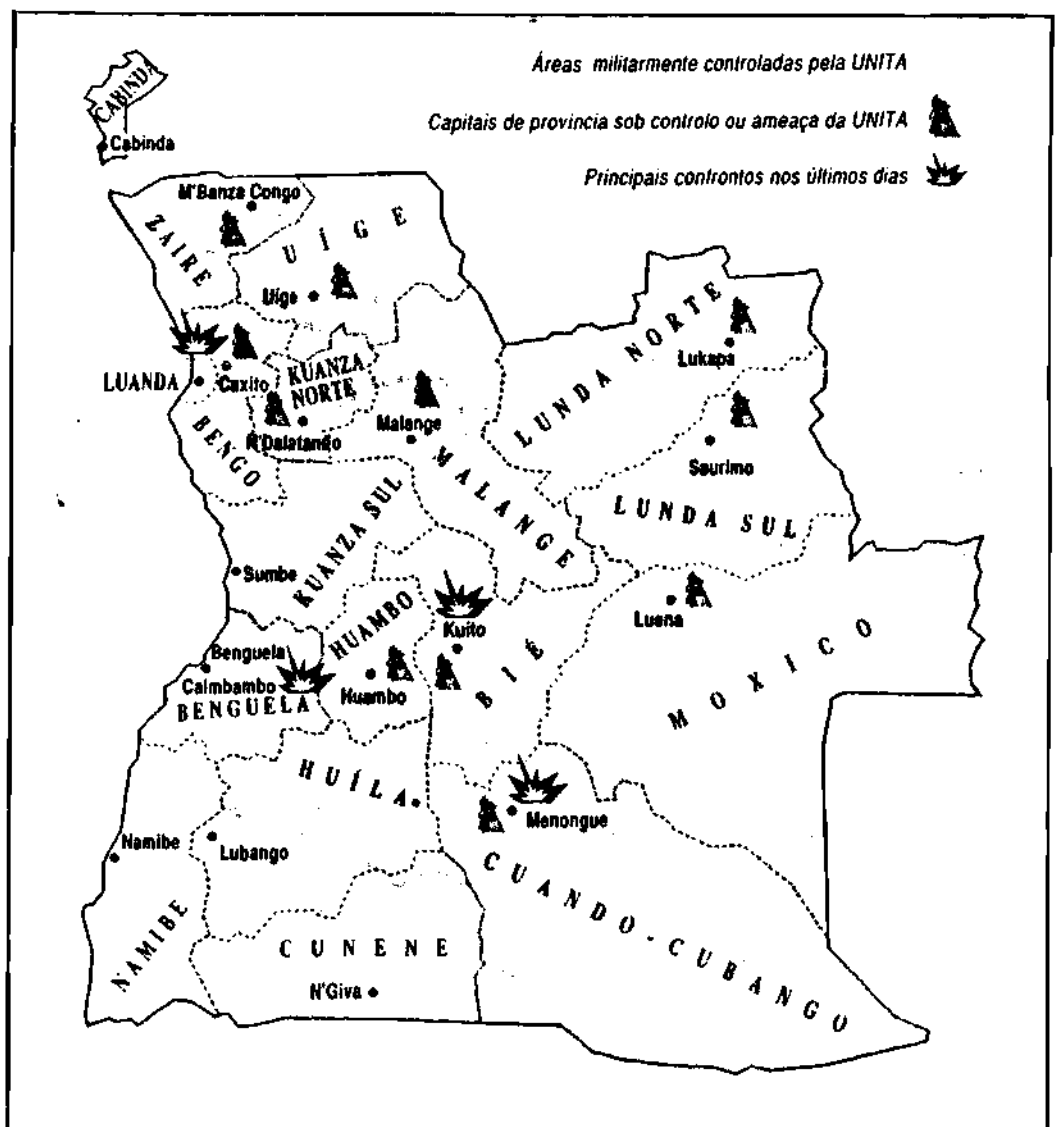 Áreas militarmente controladas pela UNITA
Capitais de província sob controlo ou ameaça da UNITA
Principais confrontos nos últimos dias
CABINDA
Cabinda
M'Banza Congo
ZAIRE
UÍGE
Uíge
LUNDA NORTE
Lukapa
LUANDA
Caxito
KUANZA
NORTE
N'Dalatando
Malange
BENGO
MALANGE
Saurimo
LUNDA SUL
KUANZA SUL
Sumbe
HUAMBO
Kuito
Luena
Benguela
Caimbambo
BENGUELA
Huambo
BIÉ
MOXICO
HUÍLA
Menongue
Namibe
Lubango
CUANDO-CUBANGO
NAMIBE
CUNENE
N'Giva